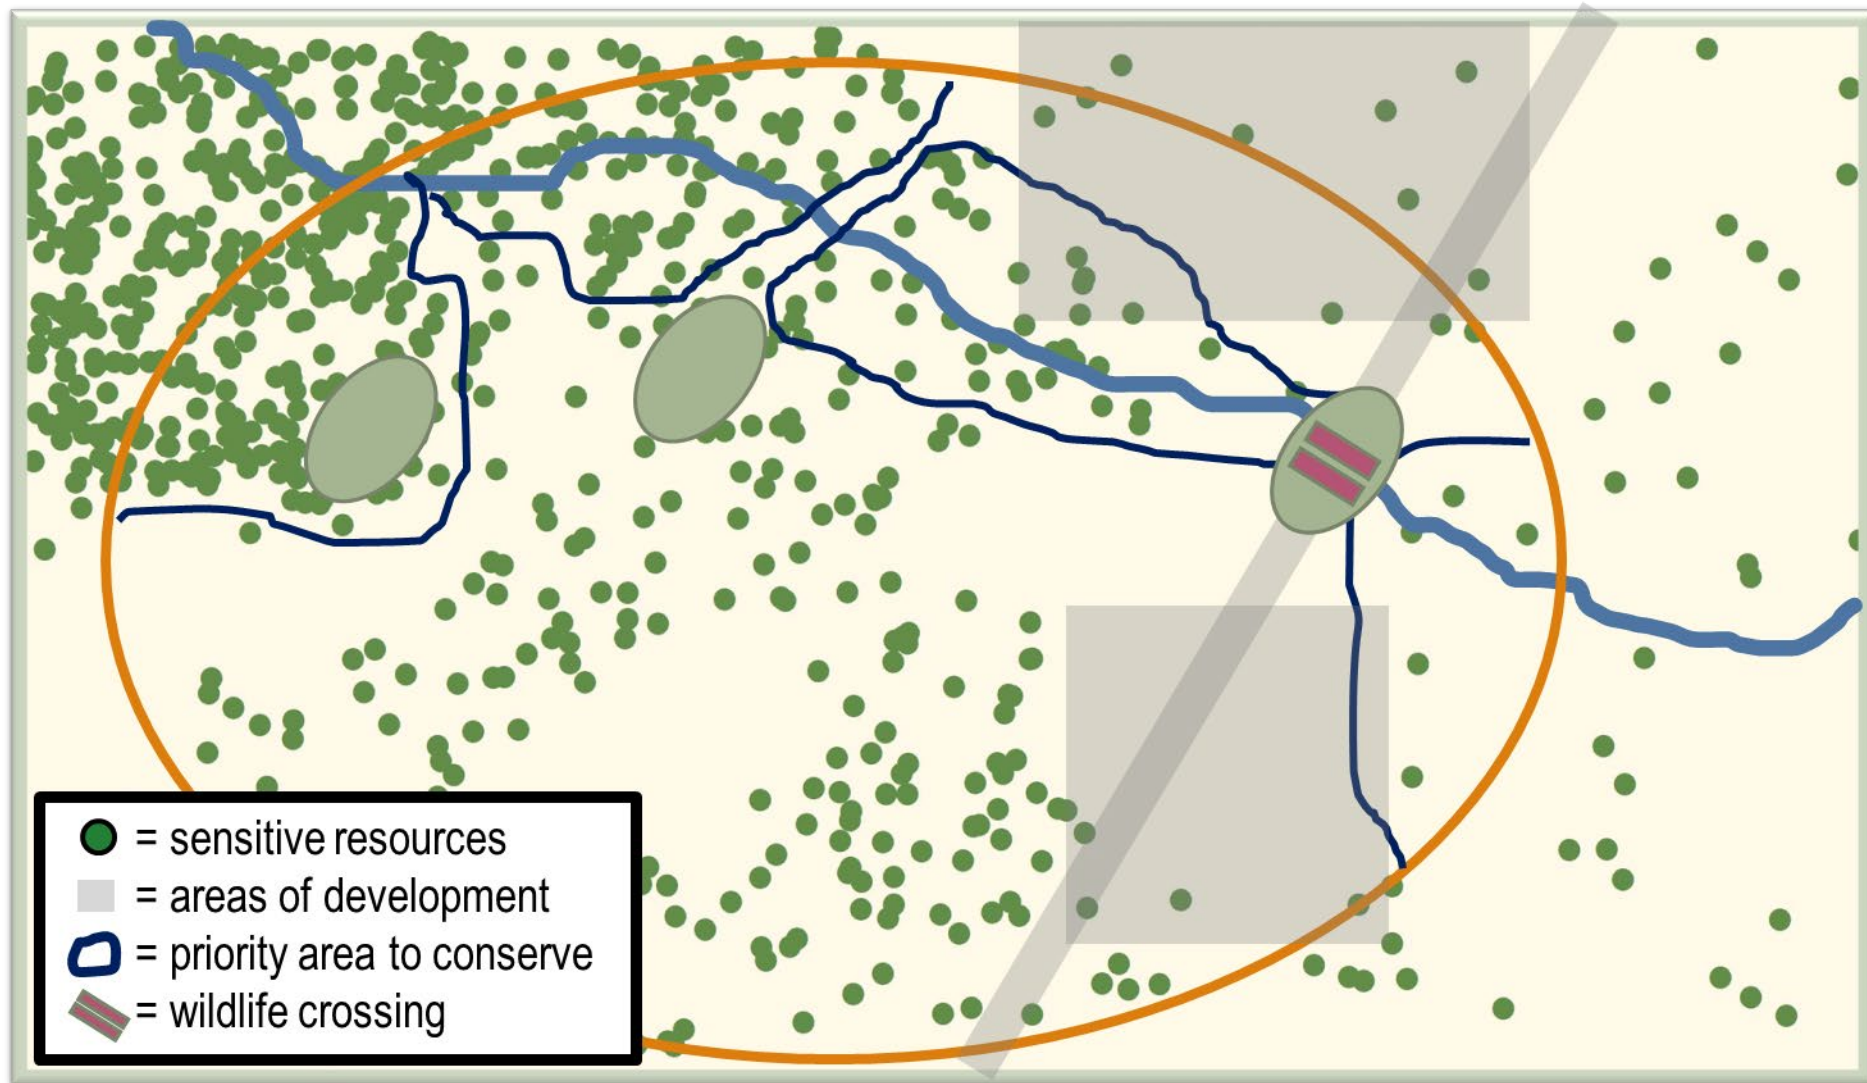 = sensitive resources
= areas of development
= priority area to conserve
= wildlife crossing